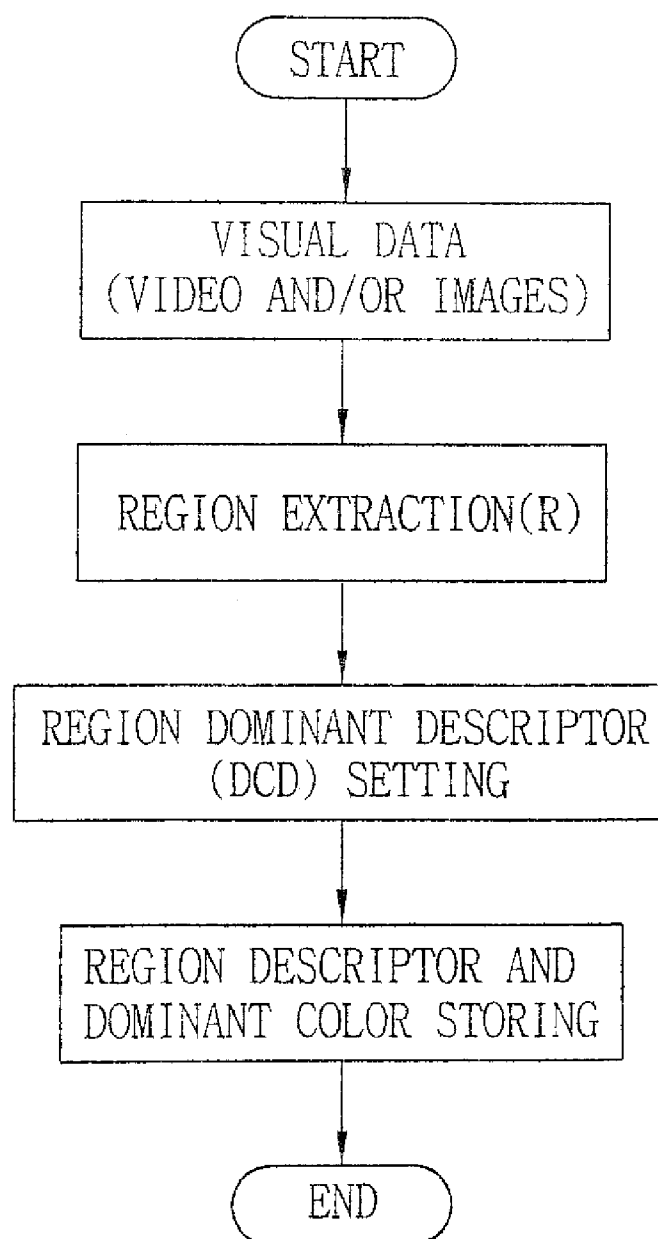 START
VISUAL DATA
(VIDEO AND/OR IMAGES)
REGION EXTRACTION(R)
REGION DOMINANT DESCRIPTOR
(DCD) SETTING
REGION DESCRIPTOR AND
DOMINANT COLOR STORING
END